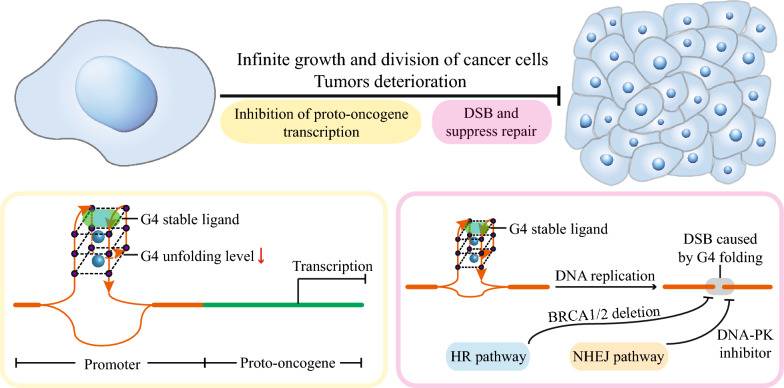 Infinite growth and division of cancer cells
Tumors deterioration
Inhibition of proto-oncogene
transcription
DSB and
suppress repair
G4 stable ligand
G4 unfolding level ↓
Transcription
Promoter
Proto-oncogene
G4 stable ligand
DNA replication
DSB caused
by G4 folding
BRCA1/2 deletion
HR pathway
NHEJ pathway
DNA-PK
inhibitor